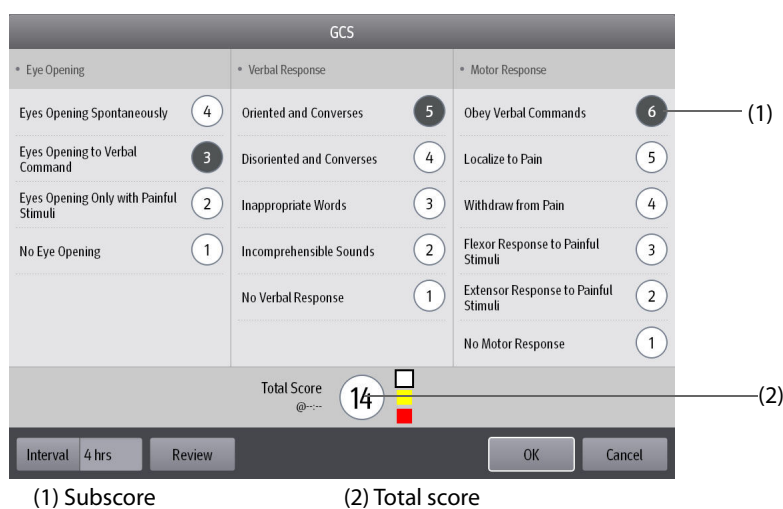 GCS
• Eye Opening
• Verbal Response
• Motor Response
Eyes Opening Spontaneously 4
Oriented and Converses 5
Obey Verbal Commands 6
(1)
Eyes Opening to Verbal
Command 3
Disoriented and Converses 4
Localize to Pain 5
Eyes Opening Only with Painful
Stimuli 2
Inappropriate Words 3
Withdraw from Pain 4
No Eye Opening 1
Incomprehensible Sounds 2
Flexor Response to Painful
Stimuli 3
No Verbal Response 1
Extensor Response to Painful
Stimuli 2
No Motor Response 1
Total Score
@--:--
14
(2)
Interval 4 hrs
Review
OK
Cancel
(1) Subscore
(2) Total score